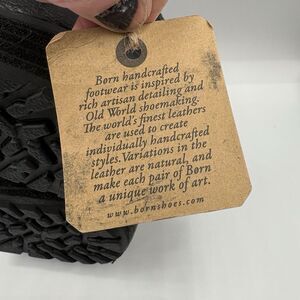 Born handcrafted
footwear is inspired by
rich artisan detailing and
Old World shoemaking.
The world's finest leathers
are used to create
individually handcrafted
styles. Variations in the
leather are natural, and
make each pair of Børn
a unique work of art.
www.bornshoes.com